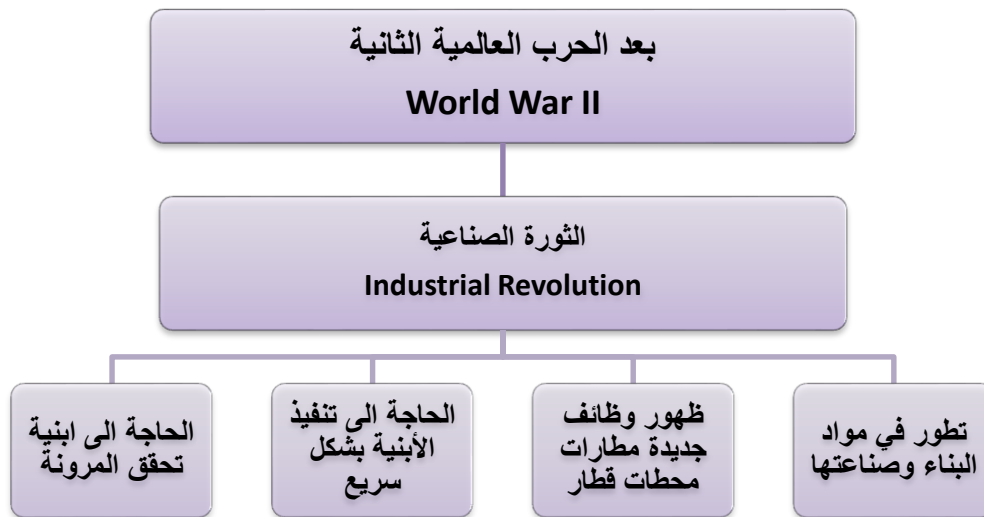 بعد الحرب العالمية الثانية
World War II
الثورة الصناعية
Industrial Revolution
تطور في مواد
البناء وصناعتها
ظهور وظائف
جديدة مطارات
محطات قطار
الحاجة الى تنفيذ
الأبنية بشكل
سريع
الحاجة الى ابنية
تحقق المرونة